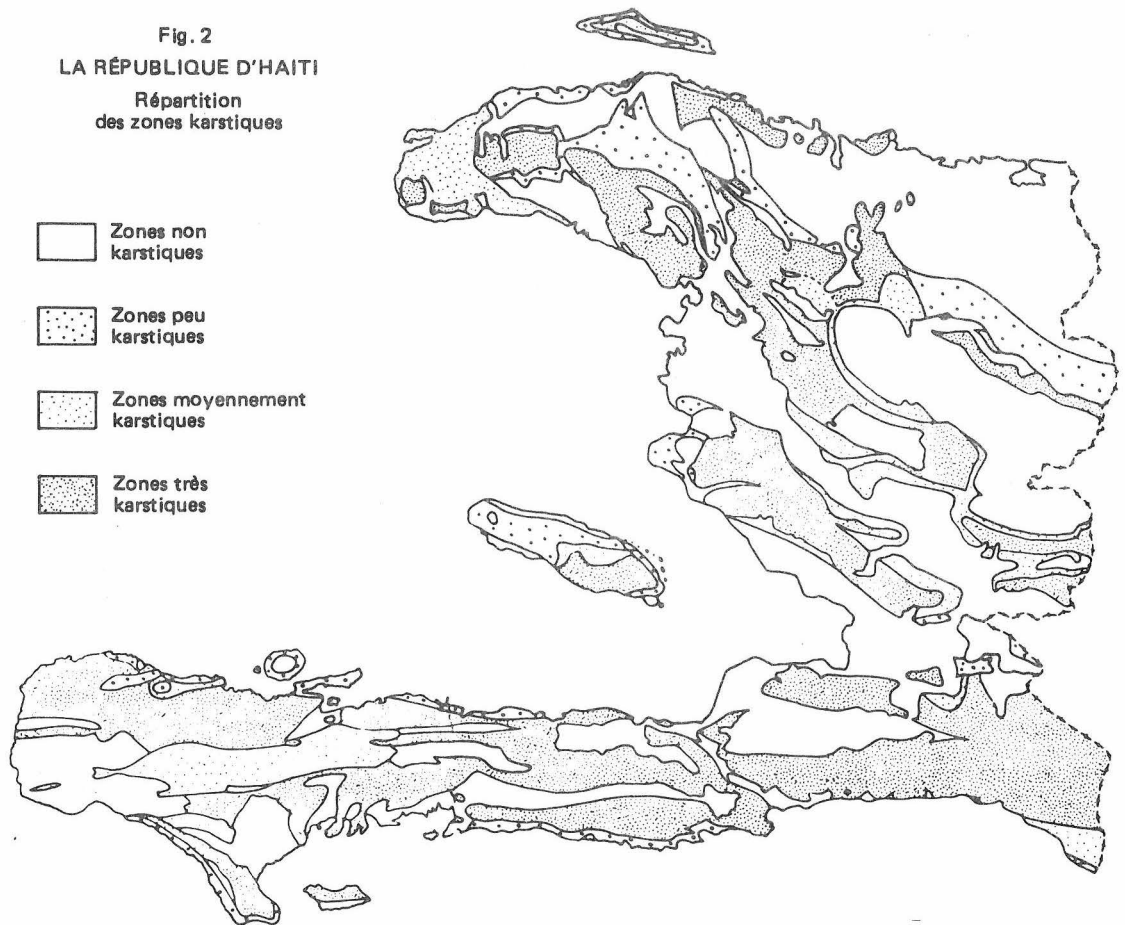 Fig. 2
LA RÉPUBLIQUE D'HAITI
Répartition
des zones karstiques
Zones non
karstiques
Zones peu
karstiques
Zones moyennement
karstiques
Zones très
karstiques